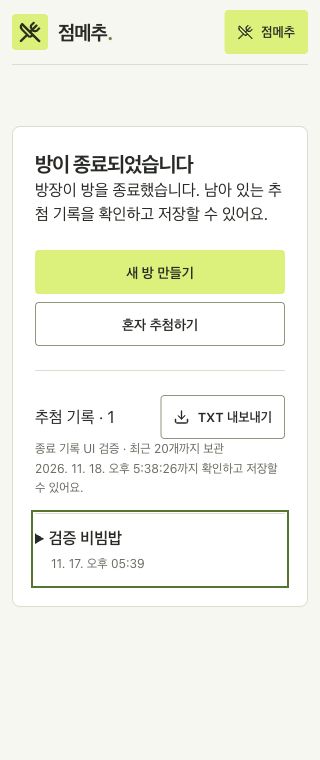 점메추.
점메추
방이 종료되었습니다
방장이 방을 종료했습니다. 남아 있는 추
첨 기록을 확인하고 저장할 수 있어요.
새 방 만들기
혼자 추첨하기
추첨 기록 · 1
TXT 내보내기
종료 기록 UI 검증 · 최근 20개까지 보관
2026. 11. 18. 오후 5:38:26까지 확인하고 저장할
수 있어요.
검증 비빔밥
11. 17. 오후 05:39